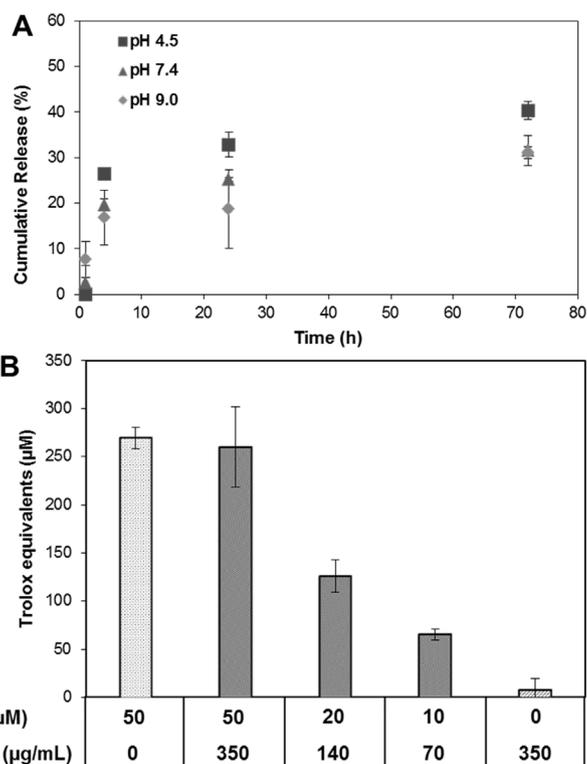 A
Cumulative Release (%)
60
50
40
30
20
10
0
pH 4.5
pH 7.4
pH 9.0
0 10 20 30 40 50 60 70 80
Time (h)
B
Trolox equivalents (µM)
350
300
250
200
150
100
50
0
µM) 50 50 20 10 0
(µg/mL) 0 350 140 70 350